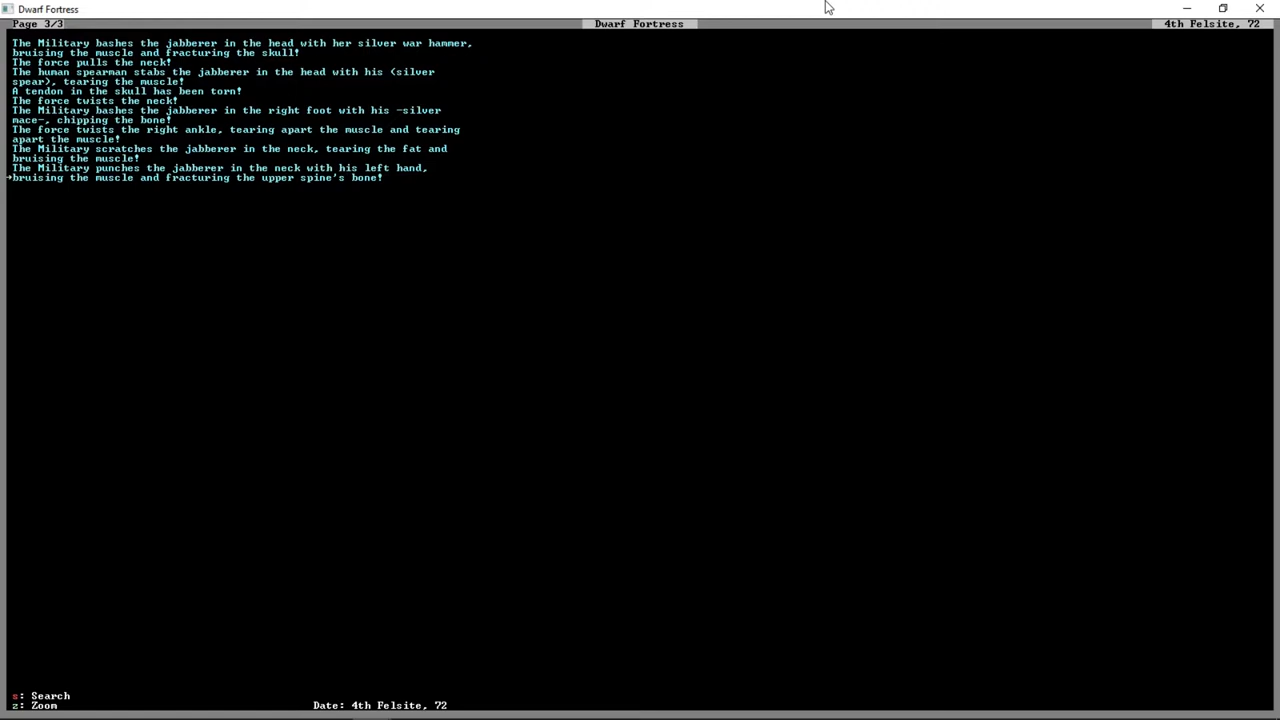 Dwarf Fortress
Page 3/3 Dwarf Fortress 4th Felsite, 72
The Military bashes the jabberer in the head with her silver war hammer,
bruising the muscle and fracturing the skull!
The force pulls the neck!
The human spearman stabs the jabberer in the head with his (silver
spear), tearing the muscle!
A tendon in the skull has been torn!
The force twists the neck!
The Military bashes the jabberer in the right foot with his -silver
mace-, chipping the bone!
The force twists the right ankle, tearing apart the muscle and tearing
apart the muscle!
The Military scratches the jabberer in the neck, tearing the fat and
bruising the muscle!
The Military punches the jabberer in the neck with his left hand,
→bruising the muscle and fracturing the upper spine's bone!
s: Search
z: Zoom Date: 4th Felsite, 72